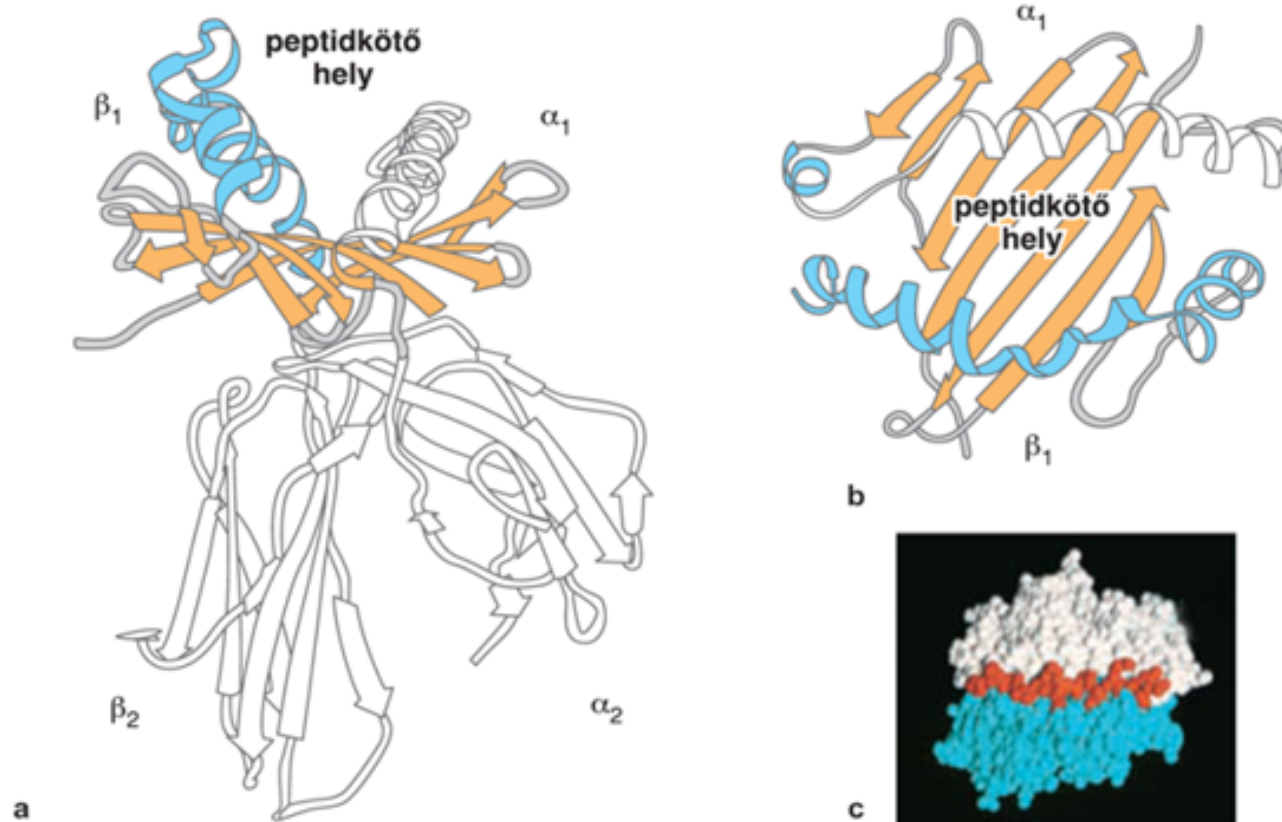 peptidkötő
hely
β₁
α₁
β₂
α₂
a
α₁
peptidkötő
hely
β₁
b
c